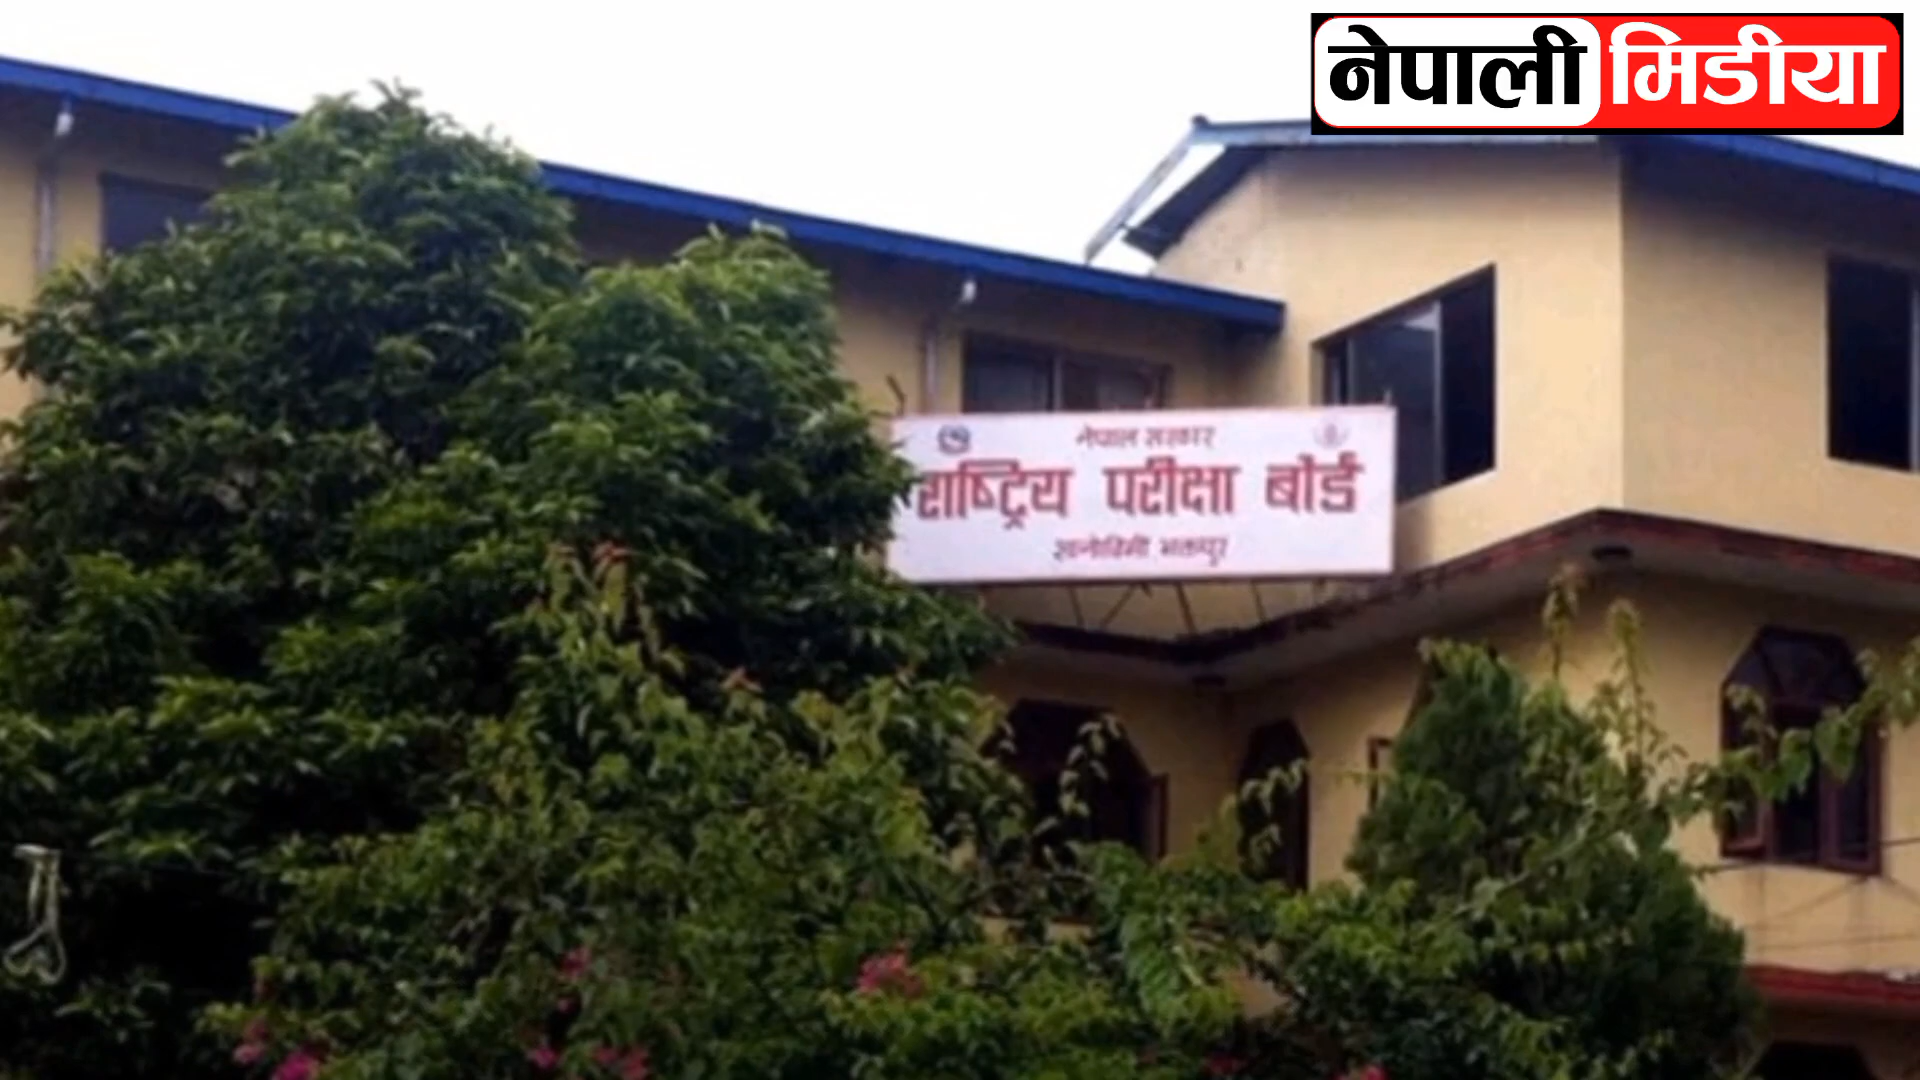 नेपाली मिडीया
नेपाल सरकार
राष्ट्रिय परीक्षा बोर्ड
सानोठिमी भक्तपुर